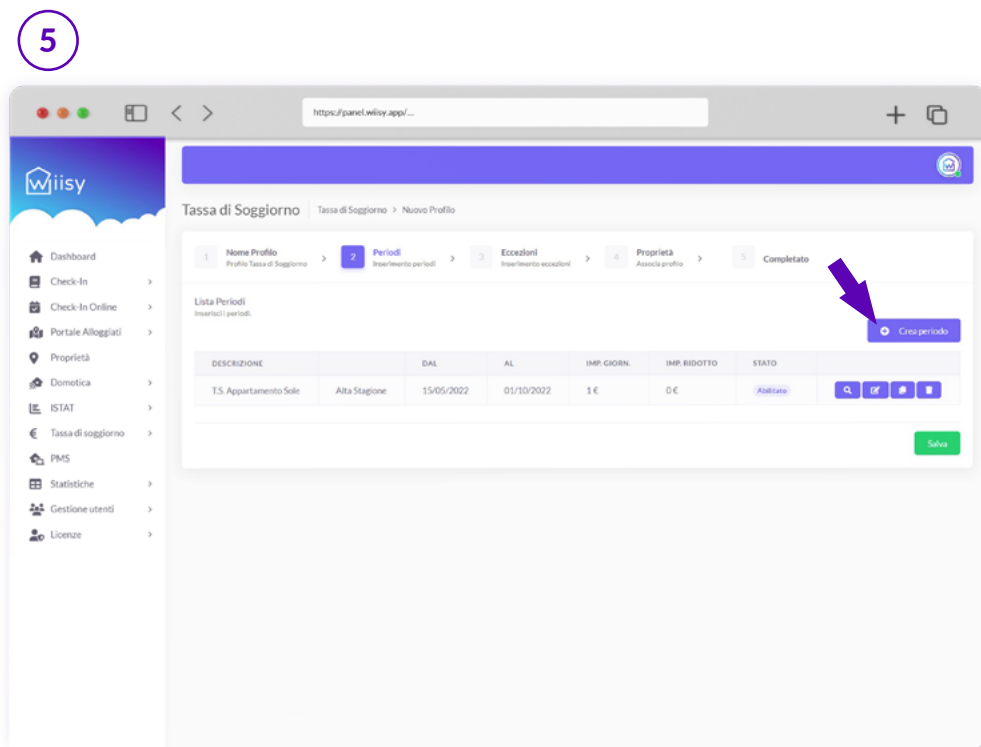 5
https://panel.wiisy.app/...
wiisy
Tassa di Soggiorno
Tassa di Soggiorno > Nuovo Profilo
1 Nome Profilo
Profilo Tassa di Soggiorno
>
2 Periodi
Inserimento periodi
>
3 Eccezioni
Inserimento eccezioni
>
4 Proprietà
Associa profilo
>
5 Completato
Dashboard
Check-In >
Check-In Online >
Portale Alloggiati >
Proprietà
Domotica >
ISTAT >
Tassa di soggiorno >
PMS
Statistiche >
Gestione utenti >
Licenze >
Lista Periodi
Inserisci i periodi.
Crea periodo
DESCRIZIONE DAL AL IMP. GIORN. IMP. RIDOTTO STATO
T.S. Appartamento Sole Alta Stagione 15/05/2022 01/10/2022 1 € 0 € Abilitato
Salva